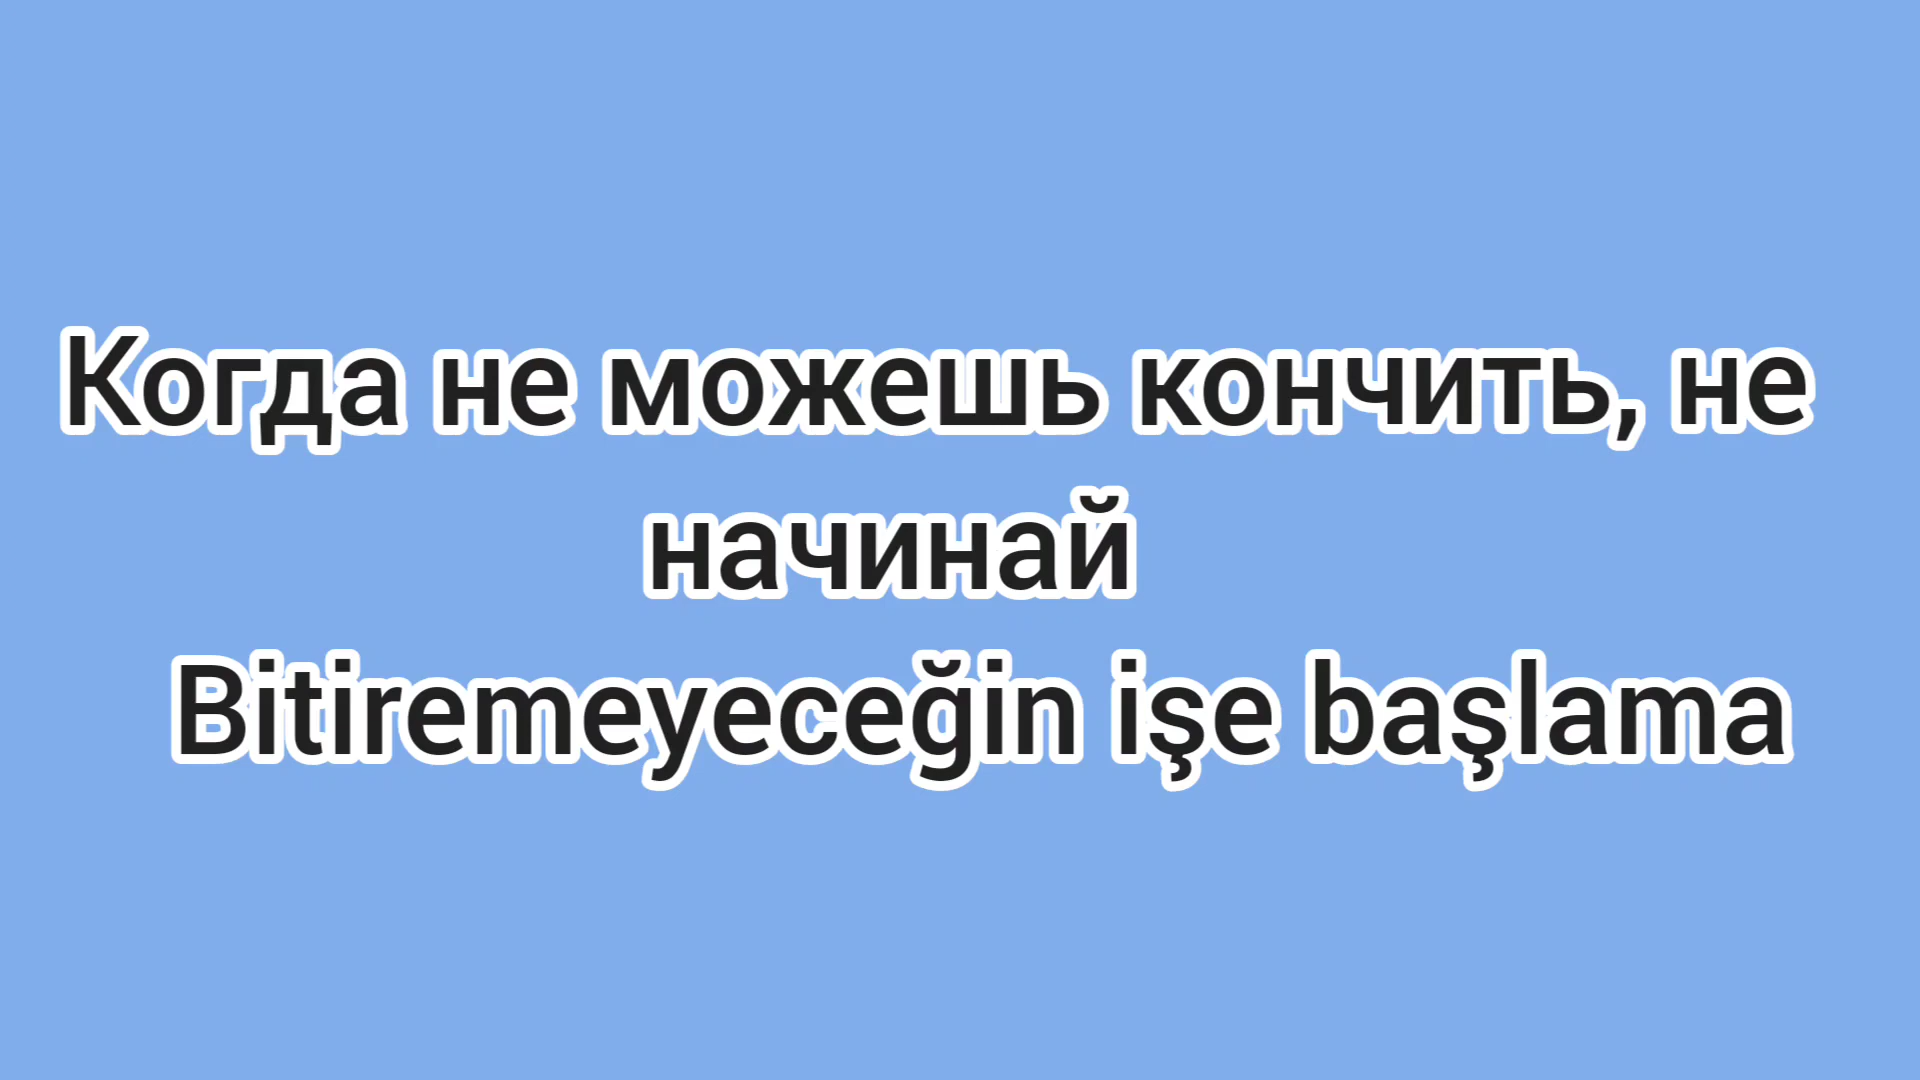 Когда не можешь кончить, не
начинай
Bitiremeyeceğin işe başlama